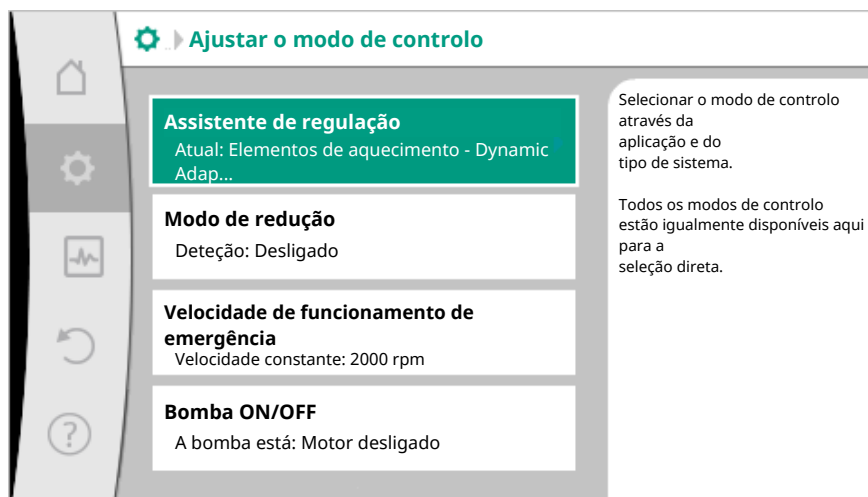 Ajustar o modo de controlo
Assistente de regulação
Atual: Elementos de aquecimento - Dynamic
Adap...
Modo de redução
Deteção: Desligado
Velocidade de funcionamento de
emergência
Velocidade constante: 2000 rpm
Bomba ON/OFF
A bomba está: Motor desligado
Selecionar o modo de controlo
através da
aplicação e do
tipo de sistema.
Todos os modos de controlo
estão igualmente disponíveis aqui
para a
seleção direta.